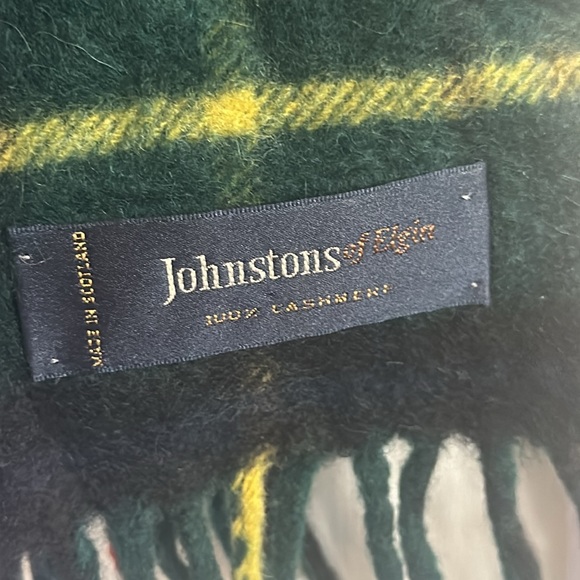 MADE IN SCOTLAND
Johnstons of Elgin
100% CASHMERE